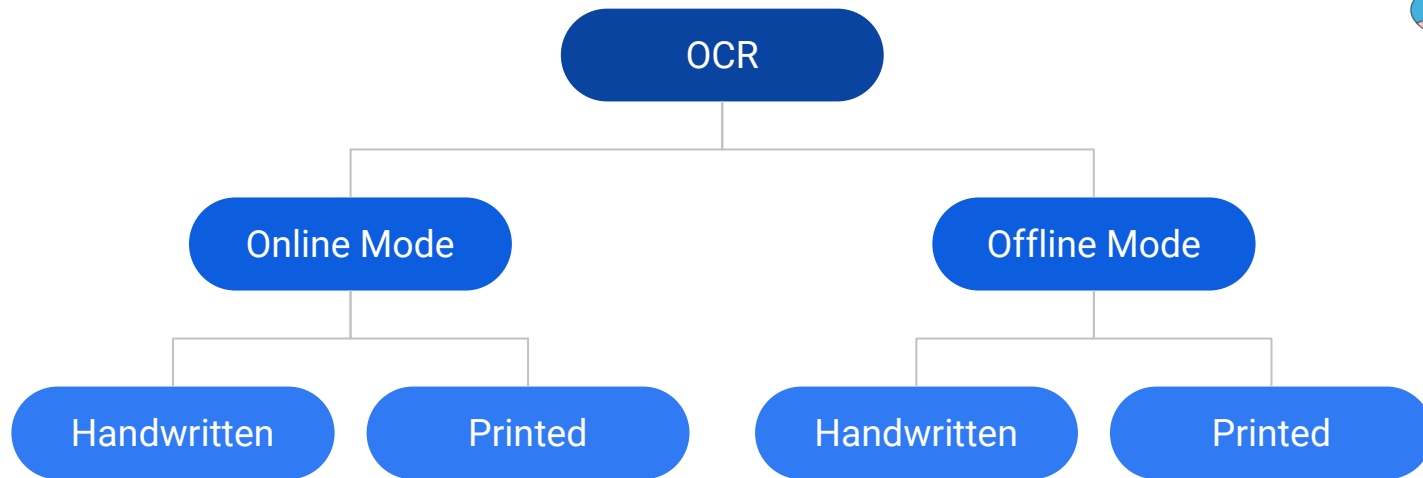 OCR
Online Mode
Offline Mode
Handwritten
Printed
Handwritten
Printed